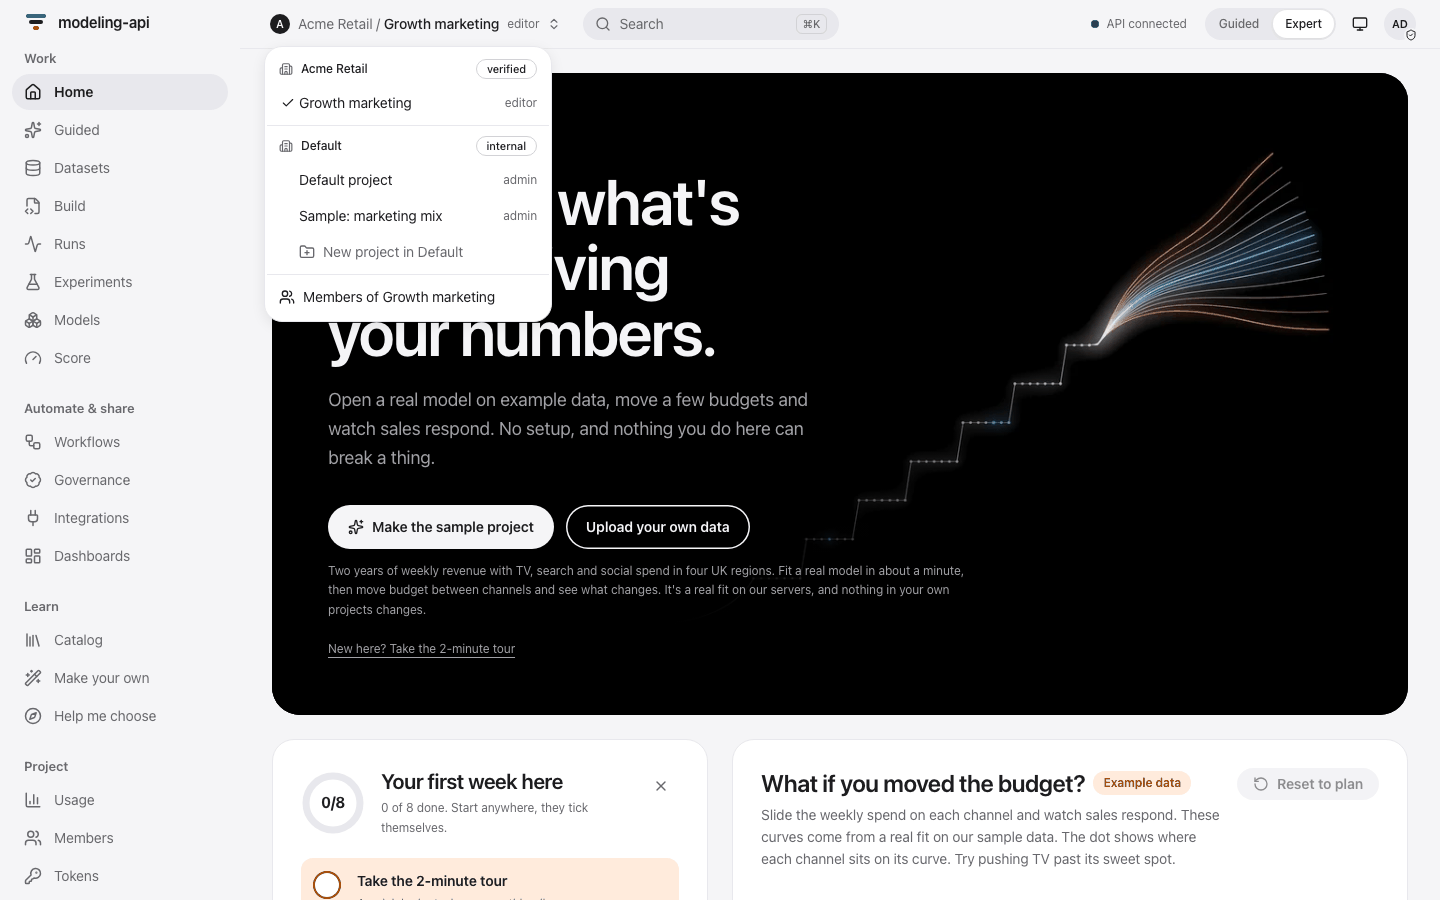 modeling-api
A
Acme Retail / Growth marketing editor
Search ⌘K
API connected
Guided Expert
AD
Work
Home
Guided
Datasets
Build
Runs
Experiments
Models
Score
Automate & share
Workflows
Governance
Integrations
Dashboards
Learn
Catalog
Make your own
Help me choose
Project
Usage
Members
Tokens
Acme Retail verified
Growth marketing editor
Default internal
Default project admin
Sample: marketing mix admin
New project in Default
Members of Growth marketing
what's
ving
your numbers.
Open a real model on example data, move a few budgets and
watch sales respond. No setup, and nothing you do here can
break a thing.
Make the sample project
Upload your own data
Two years of weekly revenue with TV, search and social spend in four UK regions. Fit a real model in about a minute,
then move budget between channels and see what changes. It's a real fit on our servers, and nothing in your own
projects changes.
New here? Take the 2-minute tour
0/8
Your first week here
0 of 8 done. Start anywhere, they tick
themselves.
Take the 2-minute tour
What if you moved the budget? Example data
Reset to plan
Slide the weekly spend on each channel and watch sales respond. These
curves come from a real fit on our sample data. The dot shows where
each channel sits on its curve. Try pushing TV past its sweet spot.